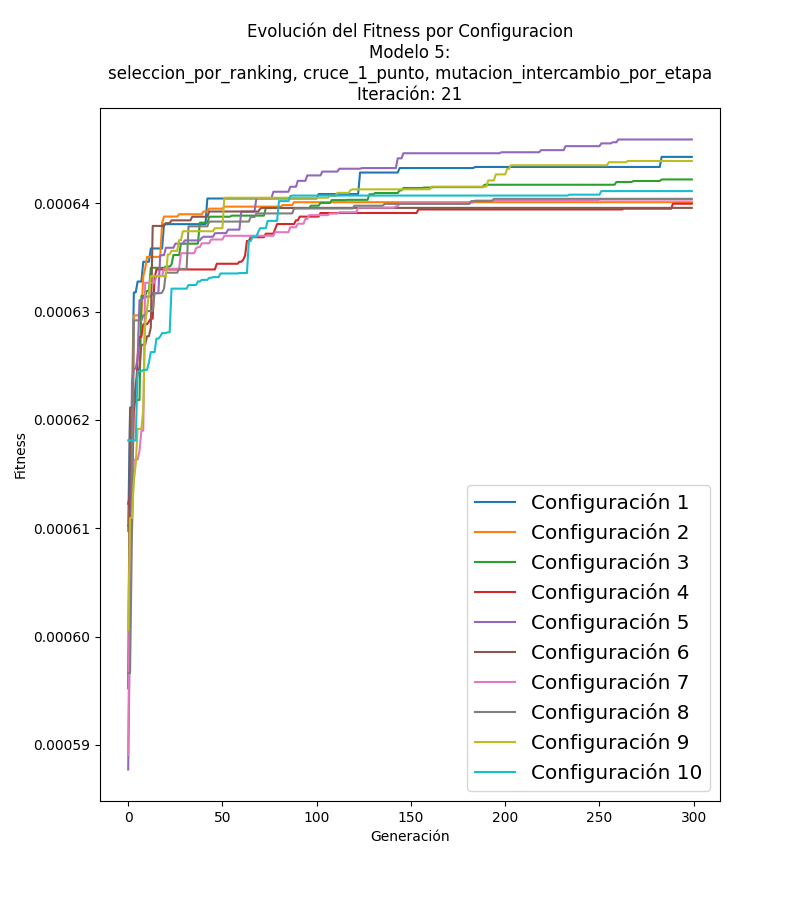 Evolución del Fitness por Configuracion
Modelo 5:
seleccion_por_ranking, cruce_1_punto, mutacion_intercambio_por_etapa
Iteración: 21
Fitness
0.00064
0.00063
0.00062
0.00061
0.00060
0.00059
0 50 100 150 200 250 300
Generación
Configuración 1
Configuración 2
Configuración 3
Configuración 4
Configuración 5
Configuración 6
Configuración 7
Configuración 8
Configuración 9
Configuración 10